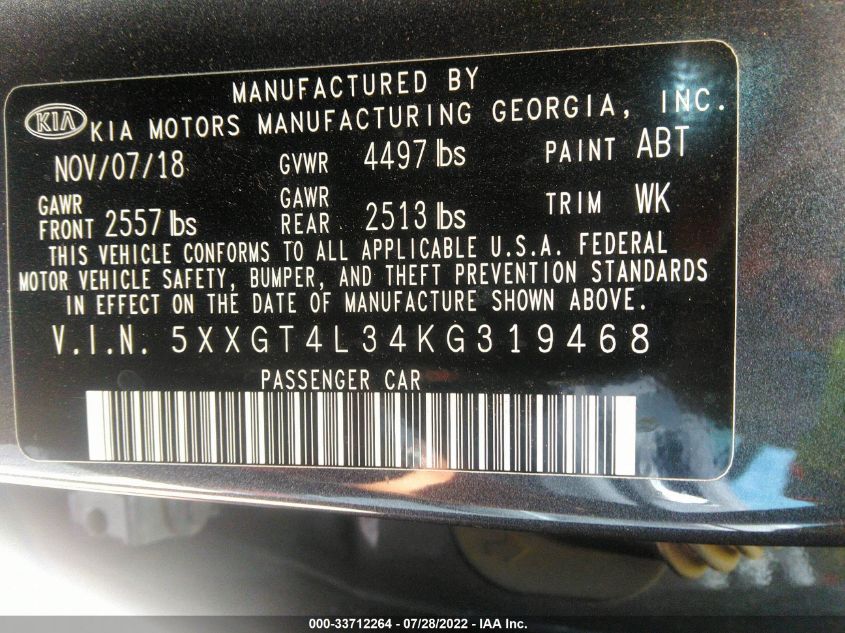 MANUFACTURED BY
KIA KIA MOTORS MANUFACTURING GEORGIA, INC.
NOV/07/18 GVWR 4497 lbs PAINT ABT
GAWR FRONT 2557 lbs GAWR REAR 2513 lbs TRIM WK
THIS VEHICLE CONFORMS TO ALL APPLICABLE U.S.A. FEDERAL
MOTOR VEHICLE SAFETY, BUMPER, AND THEFT PREVENTION STANDARDS
IN EFFECT ON THE DATE OF MANUFACTURE SHOWN ABOVE.
V.I.N. 5XXGT4L34KG319468
PASSENGER CAR
000-33712264 - 07/28/2022 - IAA Inc.